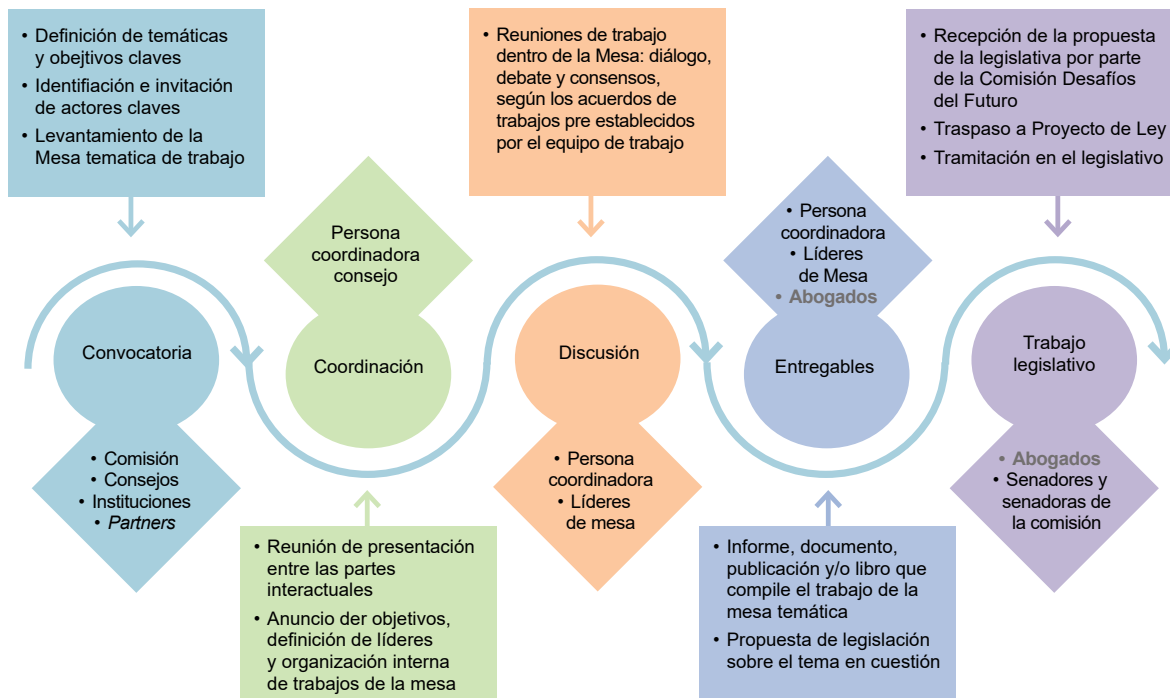 • Definición de temáticas
y obejtivos claves
• Identifiación e invitación
de actores claves
• Levantamiento de la
Mesa tematica de trabajo
Convocatoria
• Comisión
• Consejos
• Instituciones
• Partners
Persona
coordinadora
consejo
Coordinación
• Reunión de presentación
entre las partes
interactuales
• Anuncio der objetivos,
definición de líderes
y organización interna
de trabajos de la mesa
• Reuniones de trabajo
dentro de la Mesa: diálogo,
debate y consensos,
según los acuerdos de
trabajos pre establecidos
por el equipo de trabajo
Discusión
• Persona
coordinadora
• Líderes
de mesa
• Persona
coordinadora
• Líderes
de Mesa
• Abogados
Entregables
• Informe, documento,
publicación y/o libro que
compile el trabajo de la
mesa temática
• Propuesta de legislación
sobre el tema en cuestión
• Recepción de la propuesta
de la legislativa por parte
de la Comisión Desafíos
del Futuro
• Traspaso a Proyecto de Ley
• Tramitación en el legislativo
Trabajo
legislativo
• Abogados
• Senadores y
senadoras de
la comisión